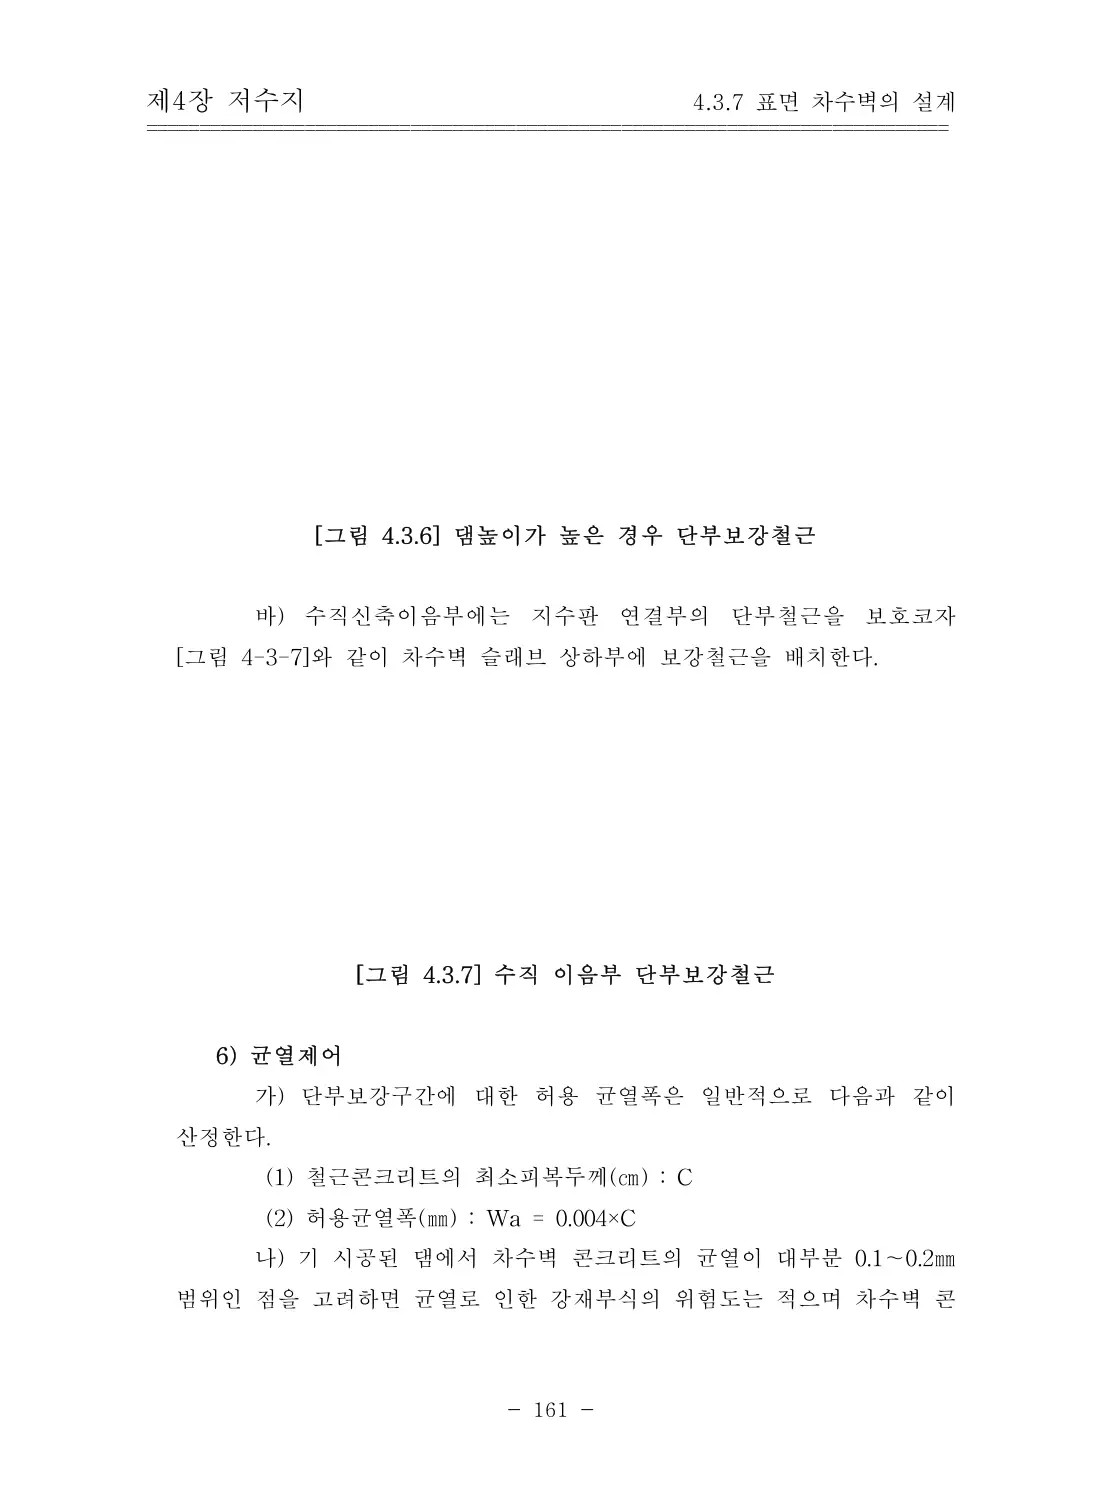 제4장 저수지
4.3.7 표면 차수벽의 설계
[그림 4.3.6] 댐높이가 높은 경우 단부보강철근
바) 수직신축이음부에는 지수판 연결부의 단부철근을 보호코자
[그림 4-3-7]와 같이 차수벽 슬래브 상하부에 보강철근을 배치한다.
[그림 4.3.7] 수직 이음부 단부보강철근
6) 균열제어
가) 단부보강구간에 대한 허용 균열폭은 일반적으로 다음과 같이
산정한다.
(1) 철근콘크리트의 최소피복두께(㎝) : C
(2) 허용균열폭(㎜) : Wa = 0.004×C
나) 기 시공된 댐에서 차수벽 콘크리트의 균열이 대부분 0.1∼0.2㎜
범위인 점을 고려하면 균열로 인한 강재부식의 위험도는 적으며 차수벽 콘
- 161 -